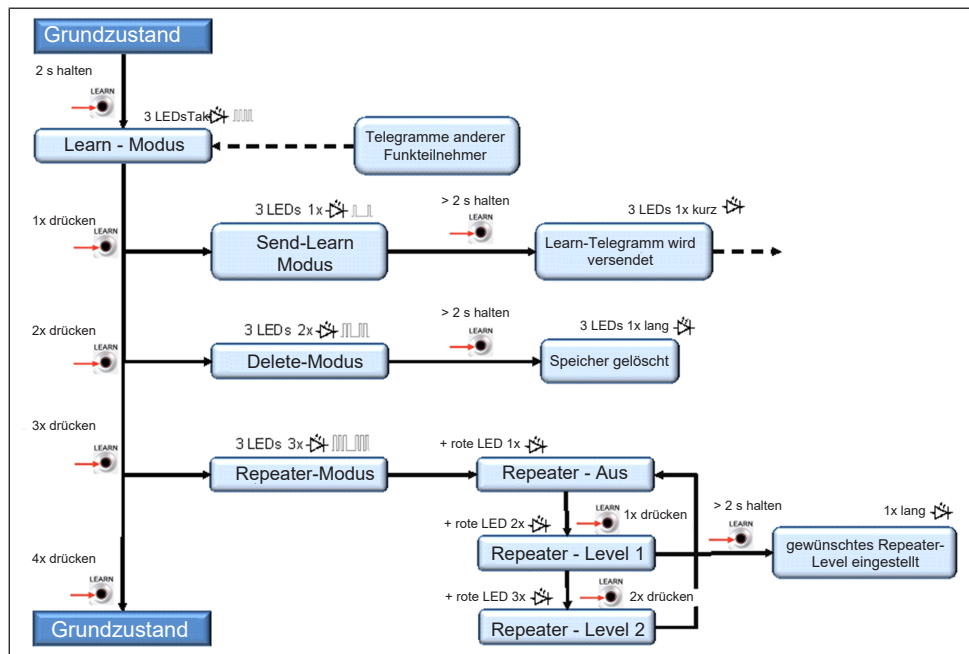 Grundzustand
2 s halten
LEARN
3 LEDsTak
Learn - Modus
Telegramme anderer
Funkteilnehmer
1x drücken
LEARN
3 LEDs 1x
Send-Learn
Modus
> 2 s halten
LEARN
3 LEDs 1x kurz
Learn-Telegramm wird
versendet
2x drücken
LEARN
3 LEDs 2x
Delete-Modus
> 2 s halten
LEARN
3 LEDs 1x lang
Speicher gelöscht
3x drücken
LEARN
3 LEDs 3x
Repeater-Modus
+ rote LED 1x
Repeater - Aus
LEARN
1x drücken
+ rote LED 2x
Repeater - Level 1
> 2 s halten
LEARN
1x lang
gewünschtes Repeater-
Level eingestellt
LEARN
2x drücken
+ rote LED 3x
Repeater - Level 2
4x drücken
LEARN
Grundzustand